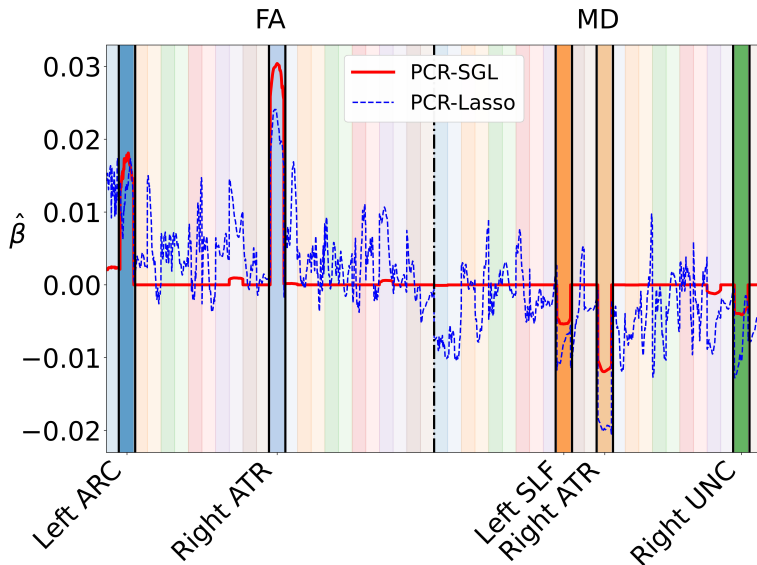 FA
MD
PCR-SGL
PCR-Lasso
0.03
0.02
0.01
0.00
−0.01
−0.02
β̂
Left ARC
Right ATR
Left SLF
Right ATR
Right UNC